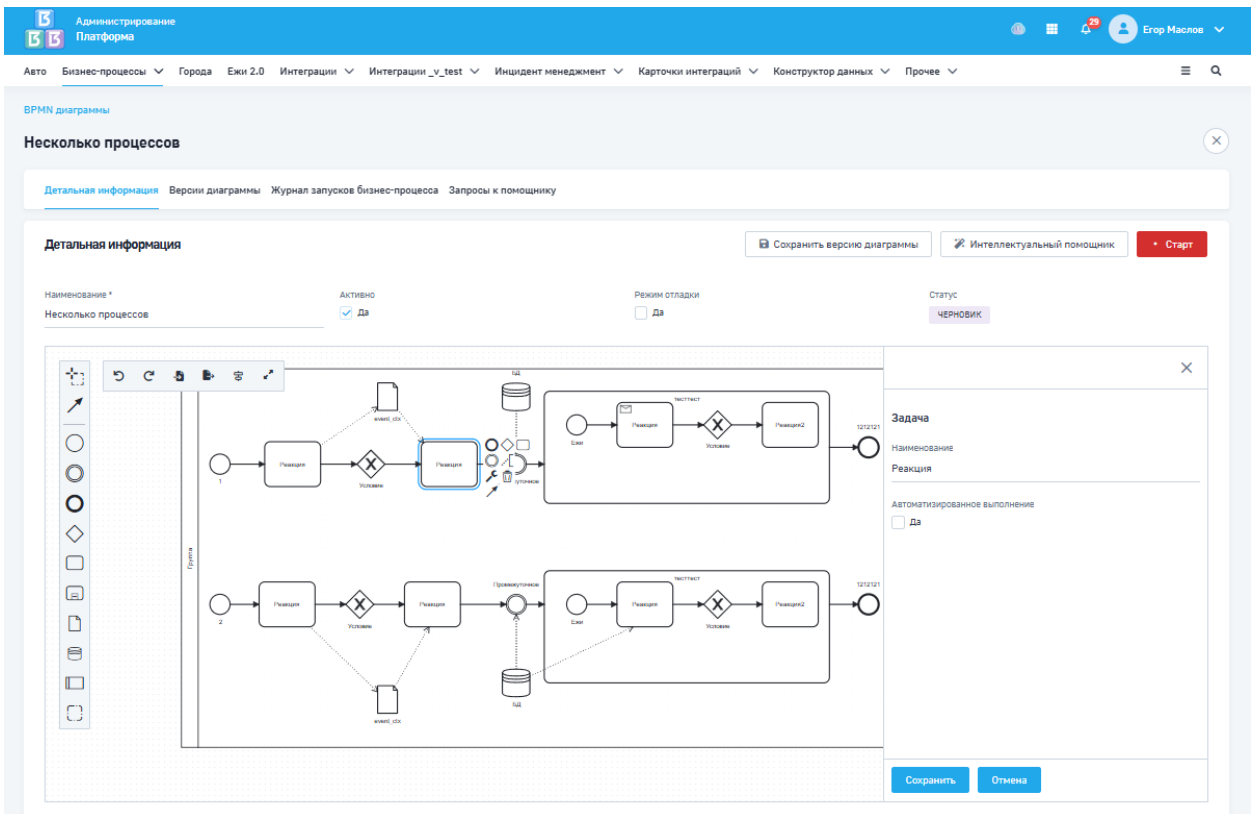 Администрирование
Платформа
29
Егор Маслов
Авто Бизнес-процессы Города Ежи 2.0 Интеграции Интеграции _v_test Инцидент менеджмент Карточки интеграций Конструктор данных Прочее
BPMN диаграммы
Несколько процессов
Детальная информация Версии диаграммы Журнал запусков бизнес-процесса Запросы к помощнику
Детальная информация
Сохранить версию диаграммы
Интеллектуальный помощник
Старт
Наименование *
Несколько процессов
Активно
Да
Режим отладки
Да
Статус
ЧЕРНОВИК
Группа
БД
event_ctx
1
Реакция
Условие
Реакция
уточное
тесттест
Ежи
Реакция
Условие
Реакция2
1212121
2
Реакция
Условие
Реакция
event_ctx
Промежуточное
БД
тесттест
Ежи
Реакция
Условие
Реакция2
1212121
Задача
Наименование
Реакция
Автоматизированное выполнение
Да
Сохранить
Отмена